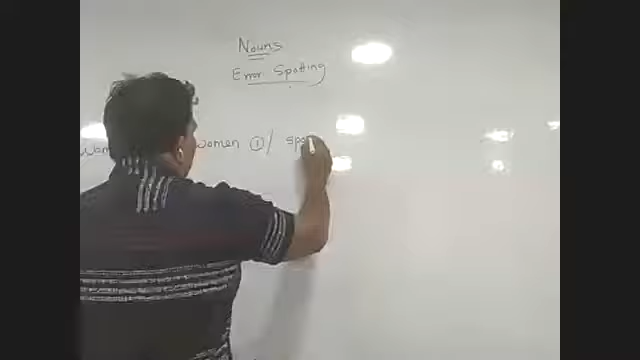 Nouns
Error Spotting
women ① /